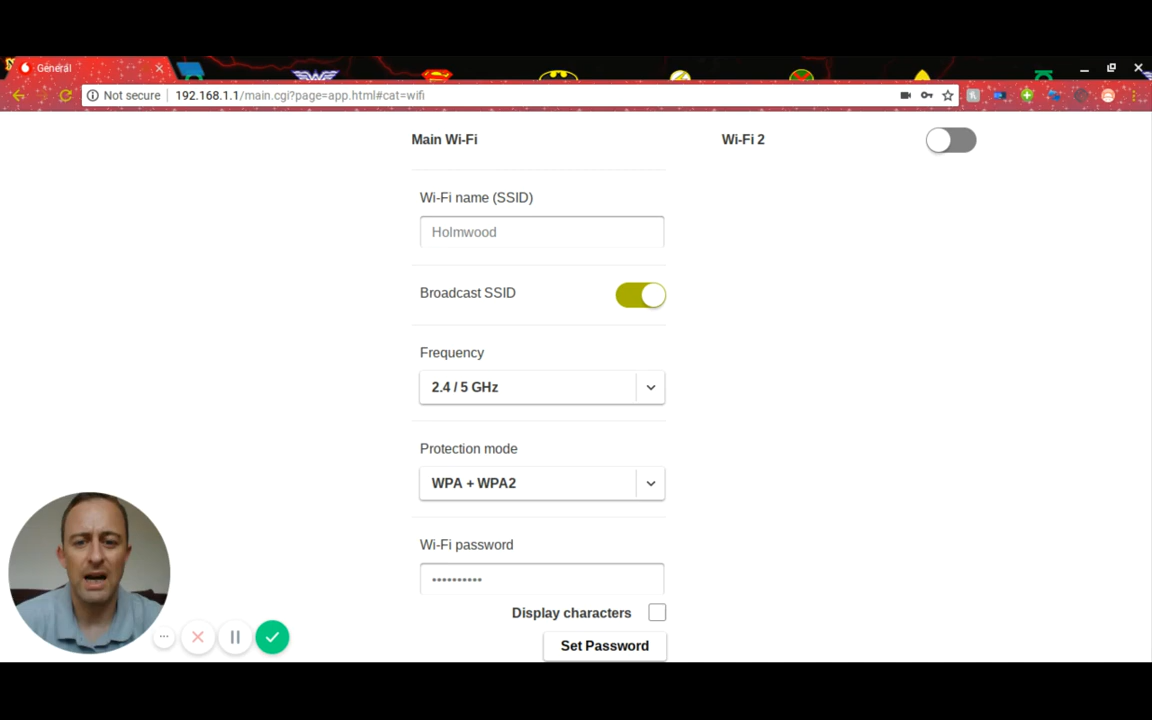 General
Not secure 192.168.1.1/main.cgi?page=app.html#cat=wifi
Main Wi-Fi
Wi-Fi 2
Wi-Fi name (SSID)
Holmwood
Broadcast SSID
Frequency
2.4 / 5 GHz
Protection mode
WPA + WPA2
Wi-Fi password
••••••••••
Display characters
Set Password